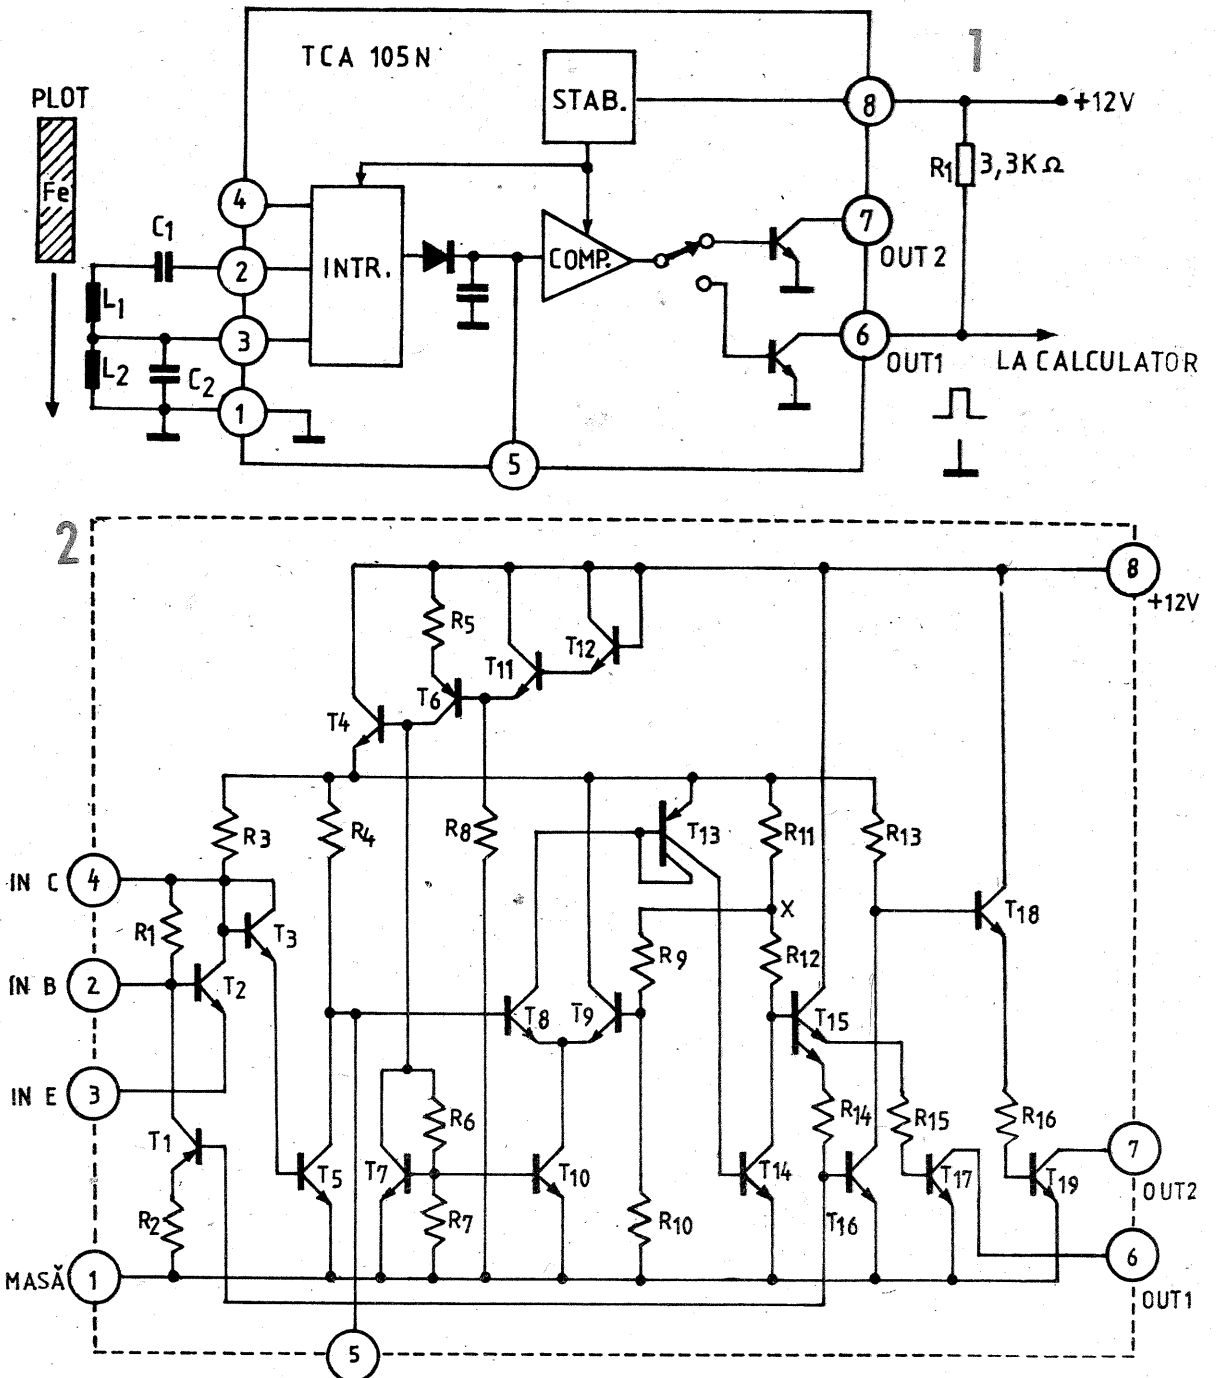 1
TCA 105N
PLOT
STAB.
8
+12V
R1 3,3KΩ
Fe
4
C1
2
INTR.
COMP.
7
OUT 2
L1
3
6
OUT1
LA CALCULATOR
L2
C2
1
5
2
8
+12V
R5
T12
T11
T6
T4
R3
R4
R8
T13
R11
R13
IN C 4
R1
T3
X
T18
R9
R12
ÎN B 2
T2
T8
T9
T15
IN E 3
R6
R14
R15
R16
T1
T5
T7
T10
T14
T17
T19
7
OUT2
R2
R7
R10
T16
6
MASĂ 1
OUT1
5